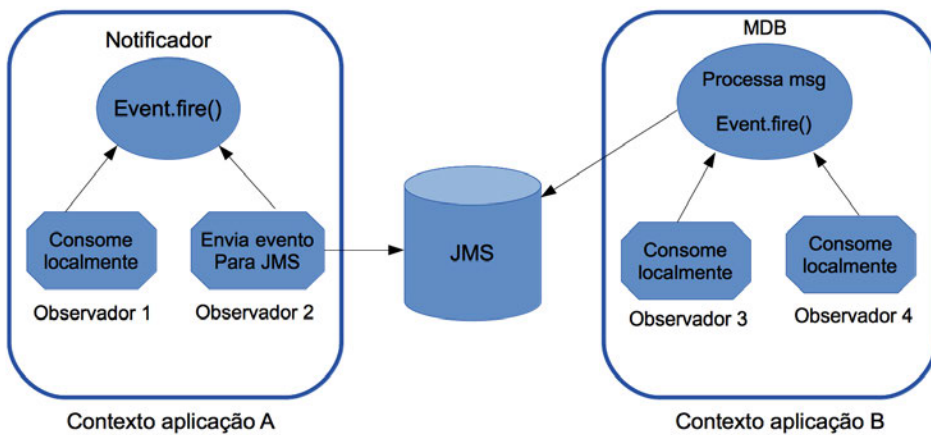 Notificador
Event.fire()
Consome
localmente
Observador 1
Envia evento
Para JMS
Observador 2
Contexto aplicação A
JMS
MDB
Processa msg
Event.fire()
Consome
localmente
Observador 3
Consome
localmente
Observador 4
Contexto aplicação B